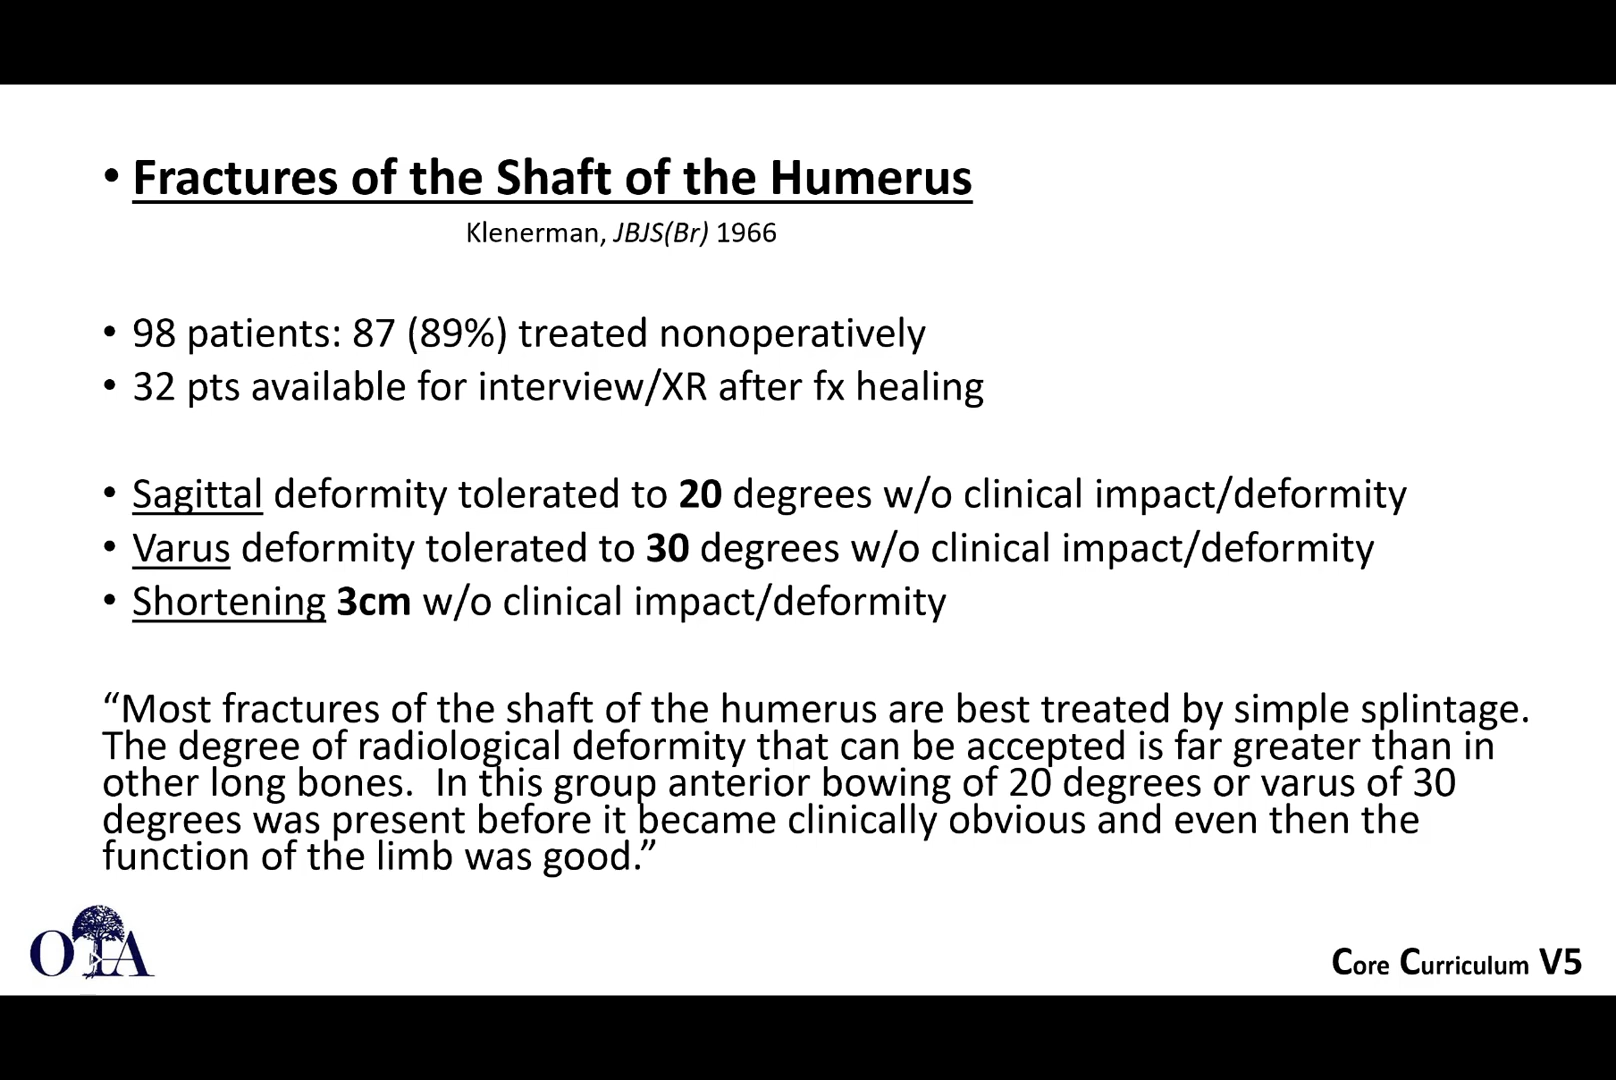 • Fractures of the Shaft of the Humerus
Klenerman, JBJS(Br) 1966
• 98 patients: 87 (89%) treated nonoperatively
• 32 pts available for interview/XR after fx healing
• Sagittal deformity tolerated to 20 degrees w/o clinical impact/deformity
• Varus deformity tolerated to 30 degrees w/o clinical impact/deformity
• Shortening 3cm w/o clinical impact/deformity
“Most fractures of the shaft of the humerus are best treated by simple splintage.
The degree of radiological deformity that can be accepted is far greater than in
other long bones.  In this group anterior bowing of 20 degrees or varus of 30
degrees was present before it became clinically obvious and even then the
function of the limb was good.”
OTA
Core Curriculum V5